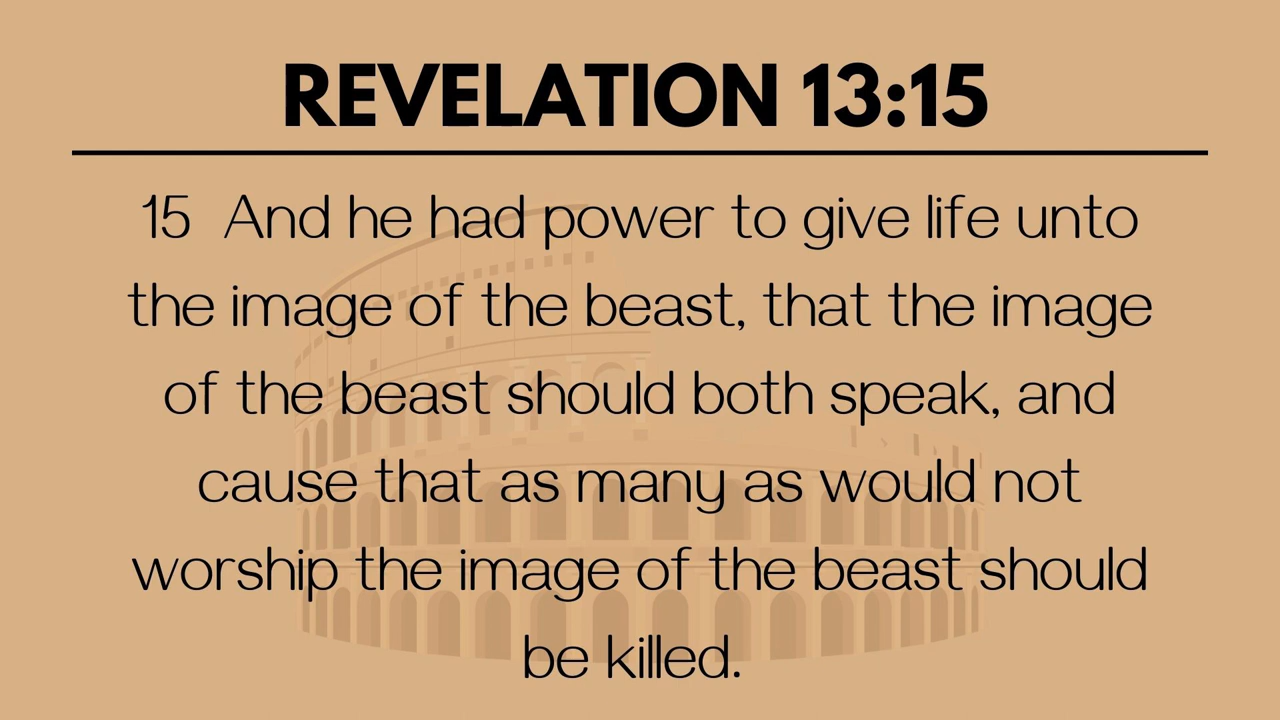 REVELATION 13:15
15 And he had power to give life unto
the image of the beast, that the image
of the beast should both speak, and
cause that as many as would not
worship the image of the beast should
be killed.